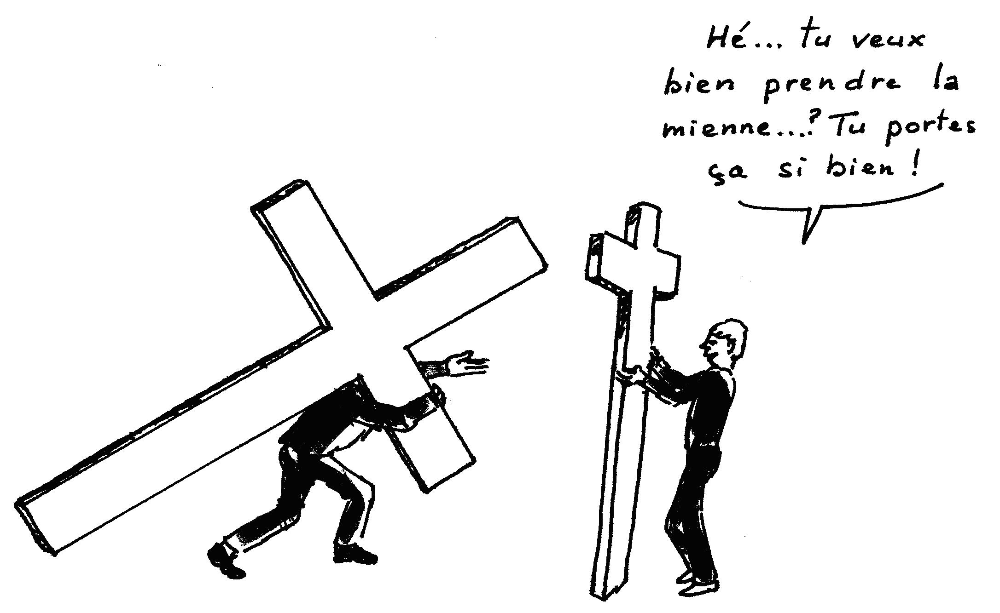 Hé... tu veux
bien prendre la
mienne....? Tu portes
ça si bien !